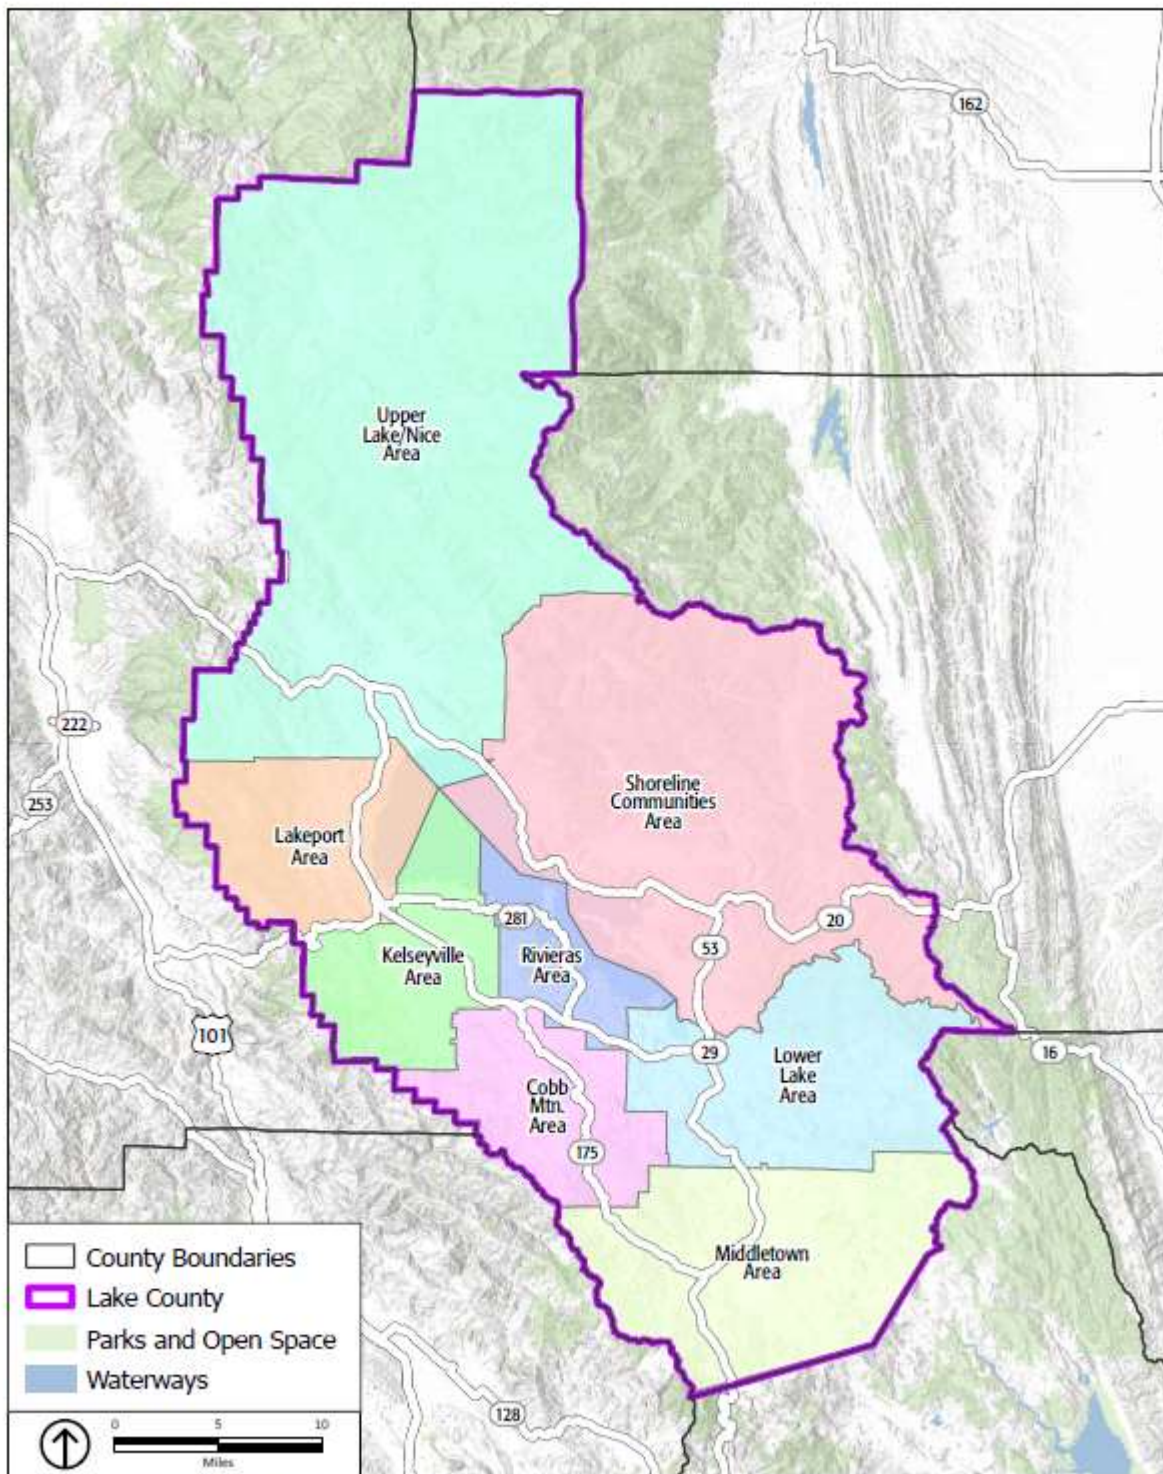 162
Upper
Lake/Nice
Area
222
253
Shoreline
Communities
Area
Lakeport
Area
281
20
53
Kelseyville
Area
Rivieras
Area
101
29
16
Lower
Lake
Area
Cobb
Mtn.
Area
175
Middletown
Area
128
County Boundaries
Lake County
Parks and Open Space
Waterways
0 5 10
Miles